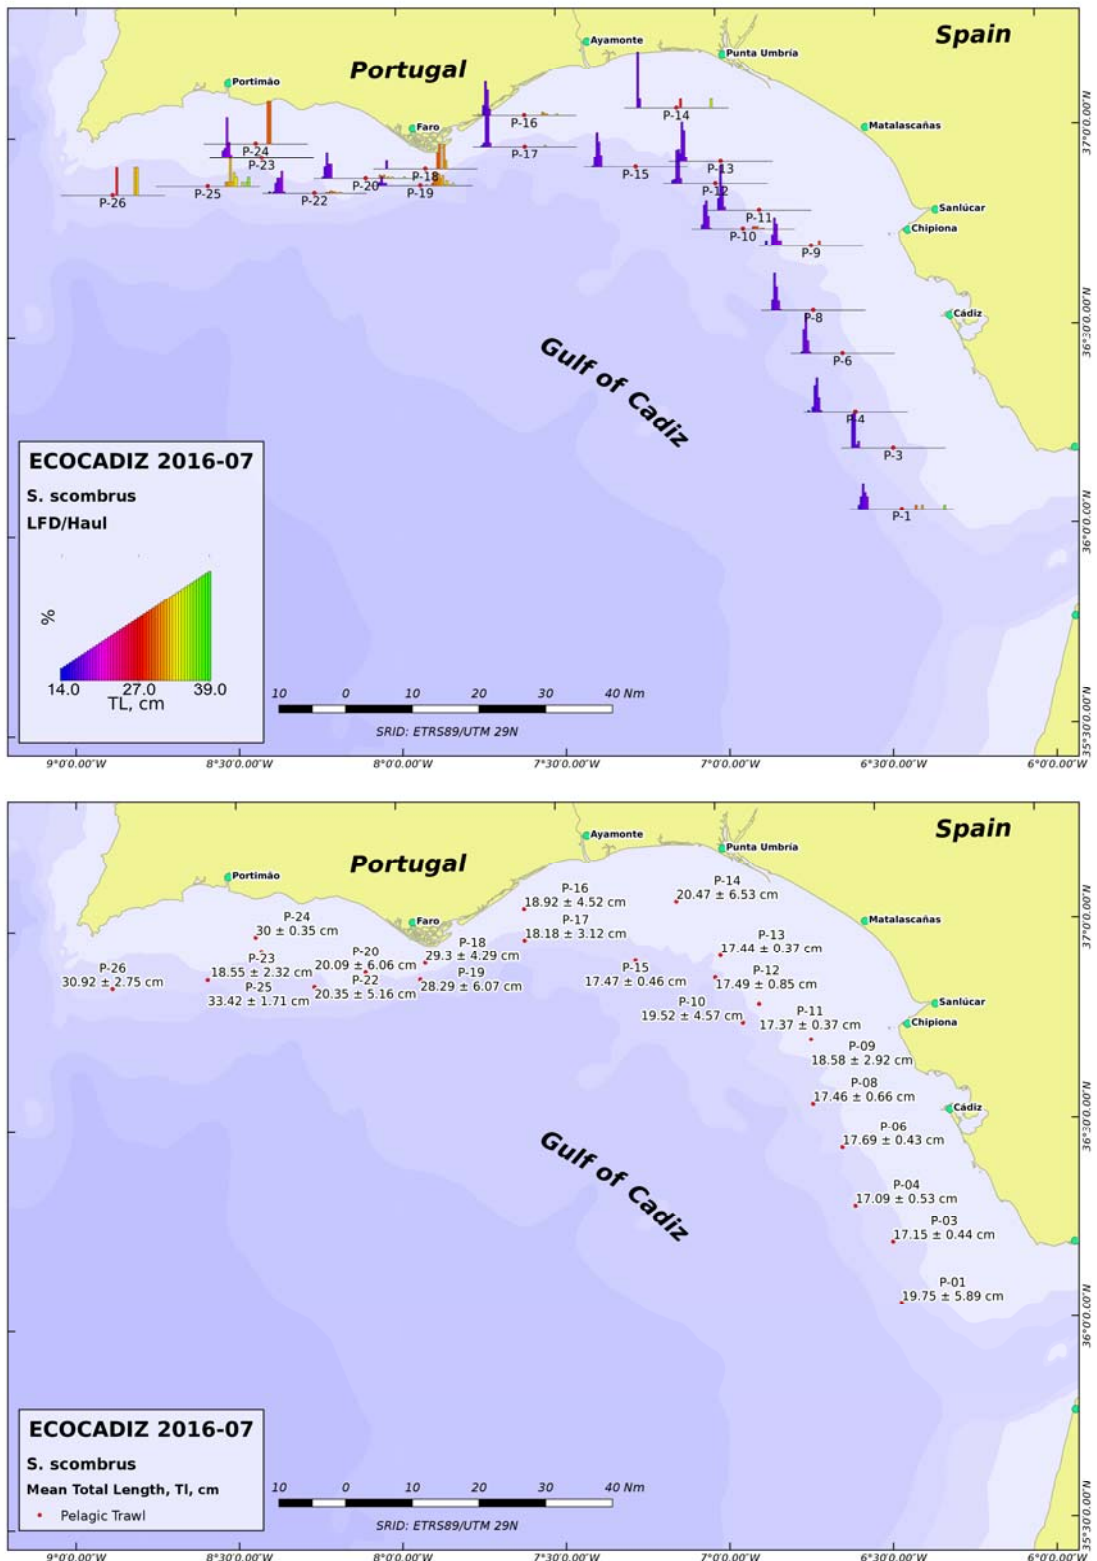 Spain
Ayamonte
Punta Umbría
Portugal
Portimão
Faro
Matalascañas
37°0'0.00"N
P-14
P-16
P-24
P-17
P-23
P-13
P-15
P-18
P-20
P-12
P-19
P-25
P-22
P-26
Sanlúcar
P-11
Chipiona
P-10
P-9
Cádiz
P-8
36°30'0.00"N
Gulf of Cadiz
P-6
P-4
P-3
ECOCADIZ 2016-07
S. scombrus
LFD/Haul
P-1
36°0'0.00"N
%
14.0 27.0 39.0
TL, cm
10 0 10 20 30 40 Nm
SRID: ETRS89/UTM 29N
35°30'0.00"N
9°0'0.00"W 8°30'0.00"W 8°0'0.00"W 7°30'0.00"W 7°0'0.00"W 6°30'0.00"W 6°0'0.00"W
Spain
Ayamonte
Punta Umbría
Portugal
Portimão
P-14
20.47 ± 6.53 cm
P-16
18.92 ± 4.52 cm
Faro
Matalascañas
37°0'0.00"N
P-24
30 ± 0.35 cm
P-17
18.18 ± 3.12 cm
P-13
17.44 ± 0.37 cm
P-18
29.3 ± 4.29 cm
P-20
20.09 ± 6.06 cm
P-23
18.55 ± 2.32 cm
P-26
30.92 ± 2.75 cm
P-15
17.47 ± 0.46 cm
P-12
17.49 ± 0.85 cm
P-19
28.29 ± 6.07 cm
P-22
20.35 ± 5.16 cm
P-25
33.42 ± 1.71 cm
P-10
19.52 ± 4.57 cm
Sanlúcar
P-11
17.37 ± 0.37 cm
Chipiona
P-09
18.58 ± 2.92 cm
P-08
17.46 ± 0.66 cm
Cádiz
36°30'0.00"N
P-06
17.69 ± 0.43 cm
Gulf of Cadiz
P-04
17.09 ± 0.53 cm
P-03
17.15 ± 0.44 cm
P-01
19.75 ± 5.89 cm
36°0'0.00"N
ECOCADIZ 2016-07
S. scombrus
Mean Total Length, Tl, cm
Pelagic Trawl
10 0 10 20 30 40 Nm
SRID: ETRS89/UTM 29N
35°30'0.00"N
9°0'0.00"W 8°30'0.00"W 8°0'0.00"W 7°30'0.00"W 7°0'0.00"W 6°30'0.00"W 6°0'0.00"W